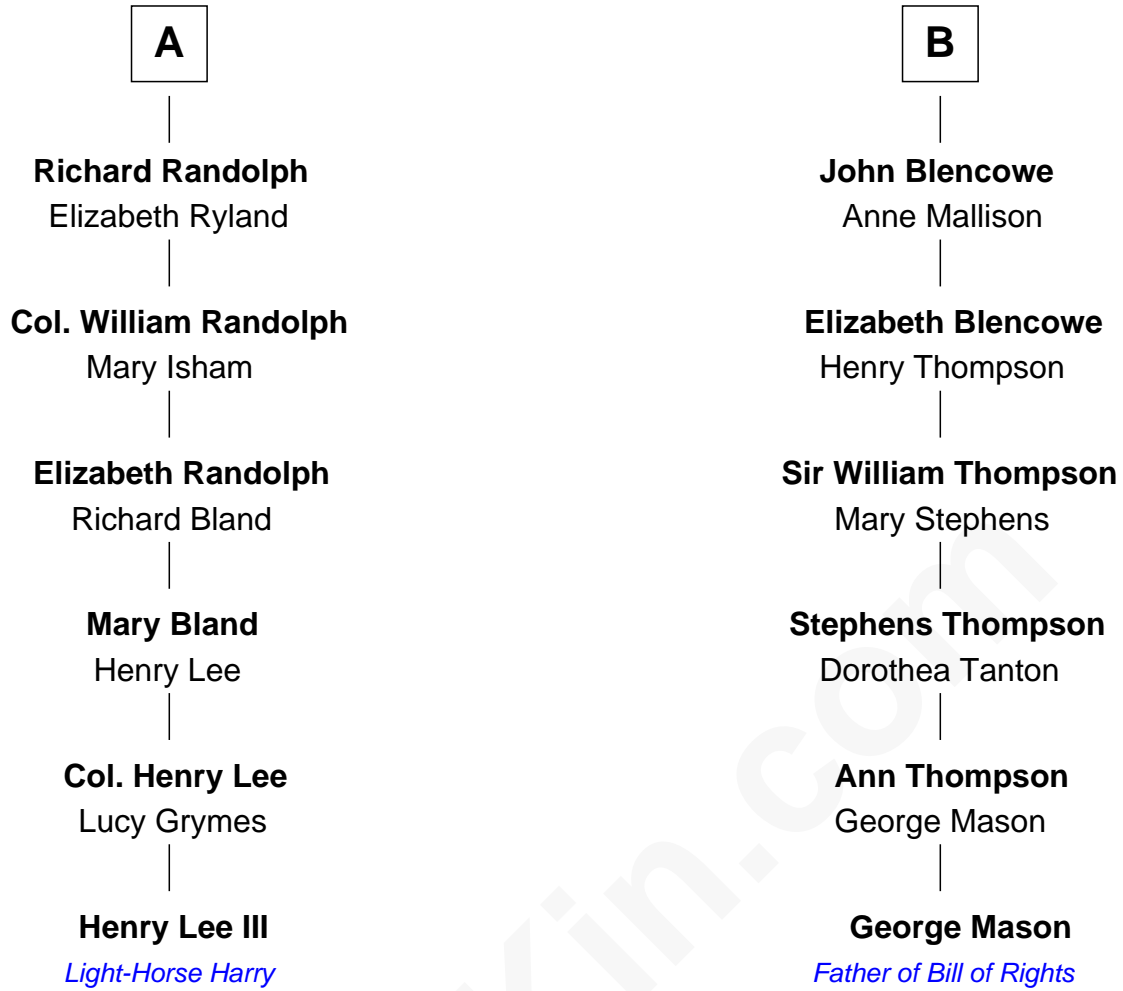 A
Richard Randolph
Elizabeth Ryland
Col. William Randolph
Mary Isham
Elizabeth Randolph
Richard Bland
Mary Bland
Henry Lee
Col. Henry Lee
Lucy Grymes
Henry Lee III
Light-Horse Harry
B
John Blencowe
Anne Mallison
Elizabeth Blencowe
Henry Thompson
Sir William Thompson
Mary Stephens
Stephens Thompson
Dorothea Tanton
Ann Thompson
George Mason
George Mason
Father of Bill of Rights
Kin.com